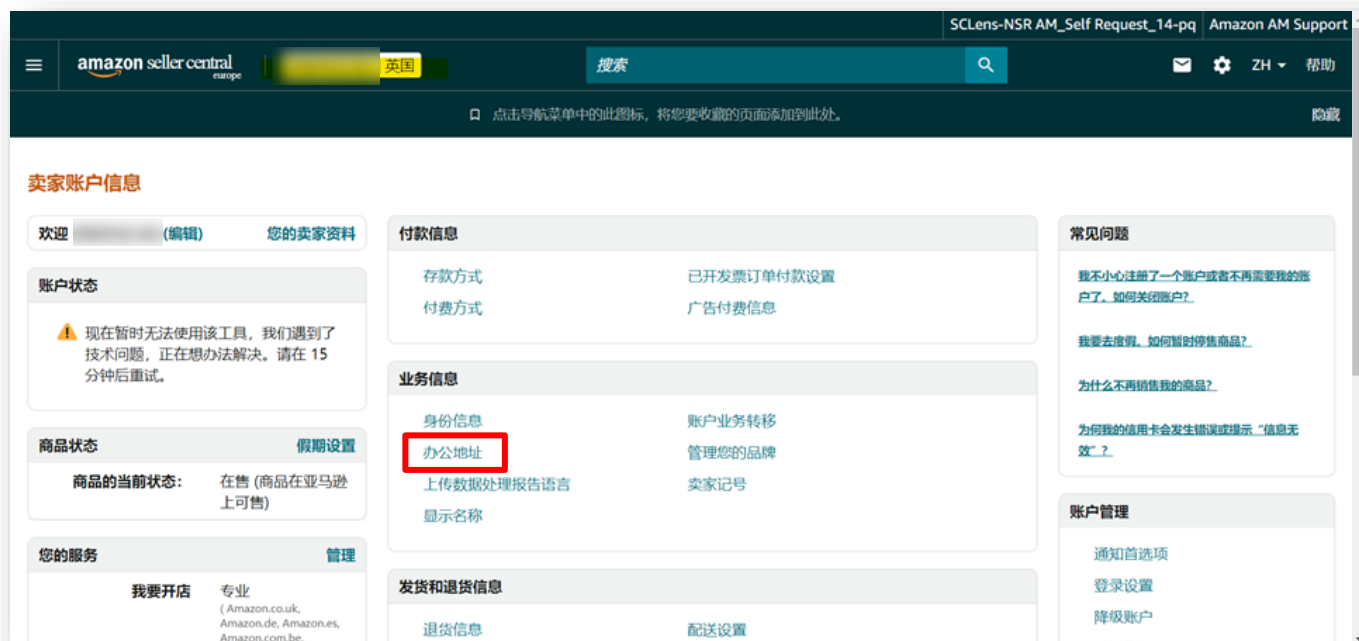 SCLens-NSR AM_Self Request_14-pq Amazon AM Support
amazon seller central europe 英国 搜索 ZH 帮助
点击导航菜单中的此图标，将您要收藏的页面添加到此处。 隐藏
卖家账户信息
欢迎 (编辑) 您的卖家资料
账户状态
现在暂时无法使用该工具，我们遇到了
技术问题，正在想办法解决。请在 15
分钟后重试。
商品状态 假期设置
商品的当前状态： 在售 (商品在亚马逊
上可售)
您的服务 管理
我要开店 专业
( Amazon.co.uk,
Amazon.de, Amazon.es,
Amazon.com.be,
付款信息
存款方式 已开发票订单付款设置
付费方式 广告付费信息
业务信息
身份信息 账户业务转移
办公地址 管理您的品牌
上传数据处理报告语言 卖家记号
显示名称
发货和退货信息
退货信息 配送设置
常见问题
我不小心注册了一个账户或者不再需要我的账
户了。如何关闭账户？
我要去度假。如何暂时停售商品？
为什么不再销售我的商品？
为何我的信用卡会发生错误或提示“信息无
效”？
账户管理
通知首选项
登录设置
降级账户